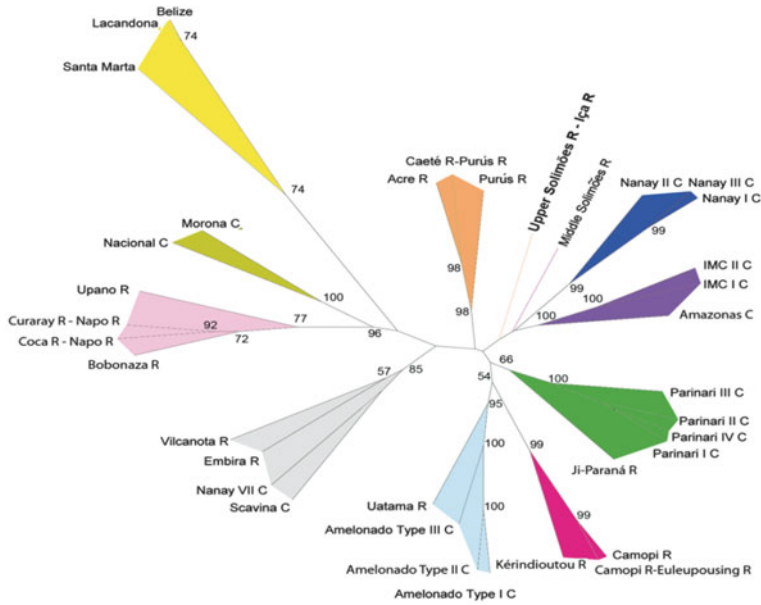 Belize
Lacandona
74
Santa Marta
74
Caeté R-Purús R
Acre R
Purús R
98
98
Upper Solimões R - Iça R
Middle Solimões R
Nanay II C
Nanay III C
Nanay I C
99
99
IMC II C
IMC I C
100
Amazonas C
100
Morona C
Nacional C
100
Upano R
Curaray R - Napo R
92
77
Coca R - Napo R
72
Bobonaza R
96
57
85
Vilcanota R
Embira R
Nanay VII C
Scavina C
66
54
100
Parinari III C
Parinari II C
Parinari IV C
Parinari I C
Ji-Paraná R
95
100
100
Uatama R
Amelonado Type III C
Amelonado Type II C
Amelonado Type I C
99
99
Kérindioutou R
Camopi R
Camopi R-Euleupousing R